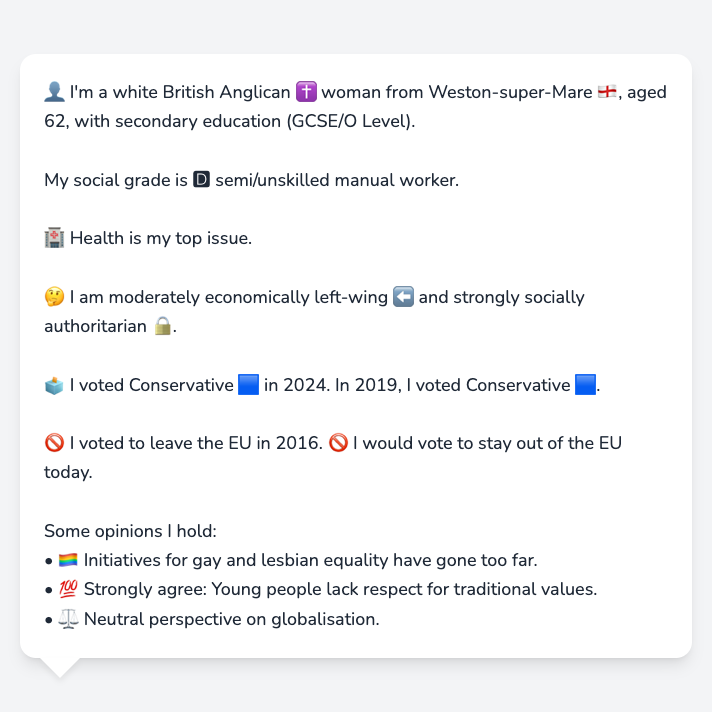 👤 I'm a white British Anglican ✝️ woman from Weston-super-Mare 🏴󠁧󠁢󠁥󠁮󠁧󠁿, aged
62, with secondary education (GCSE/O Level).
My social grade is 🅳 semi/unskilled manual worker.
🏥 Health is my top issue.
🤔 I am moderately economically left-wing ⬅️ and strongly socially
authoritarian 🔒.
🗳️ I voted Conservative 🟦 in 2024. In 2019, I voted Conservative 🟦.
🚫 I voted to leave the EU in 2016. 🚫 I would vote to stay out of the EU
today.
Some opinions I hold:
• 🏳️‍🌈 Initiatives for gay and lesbian equality have gone too far.
• 💯 Strongly agree: Young people lack respect for traditional values.
• ⚖️ Neutral perspective on globalisation.